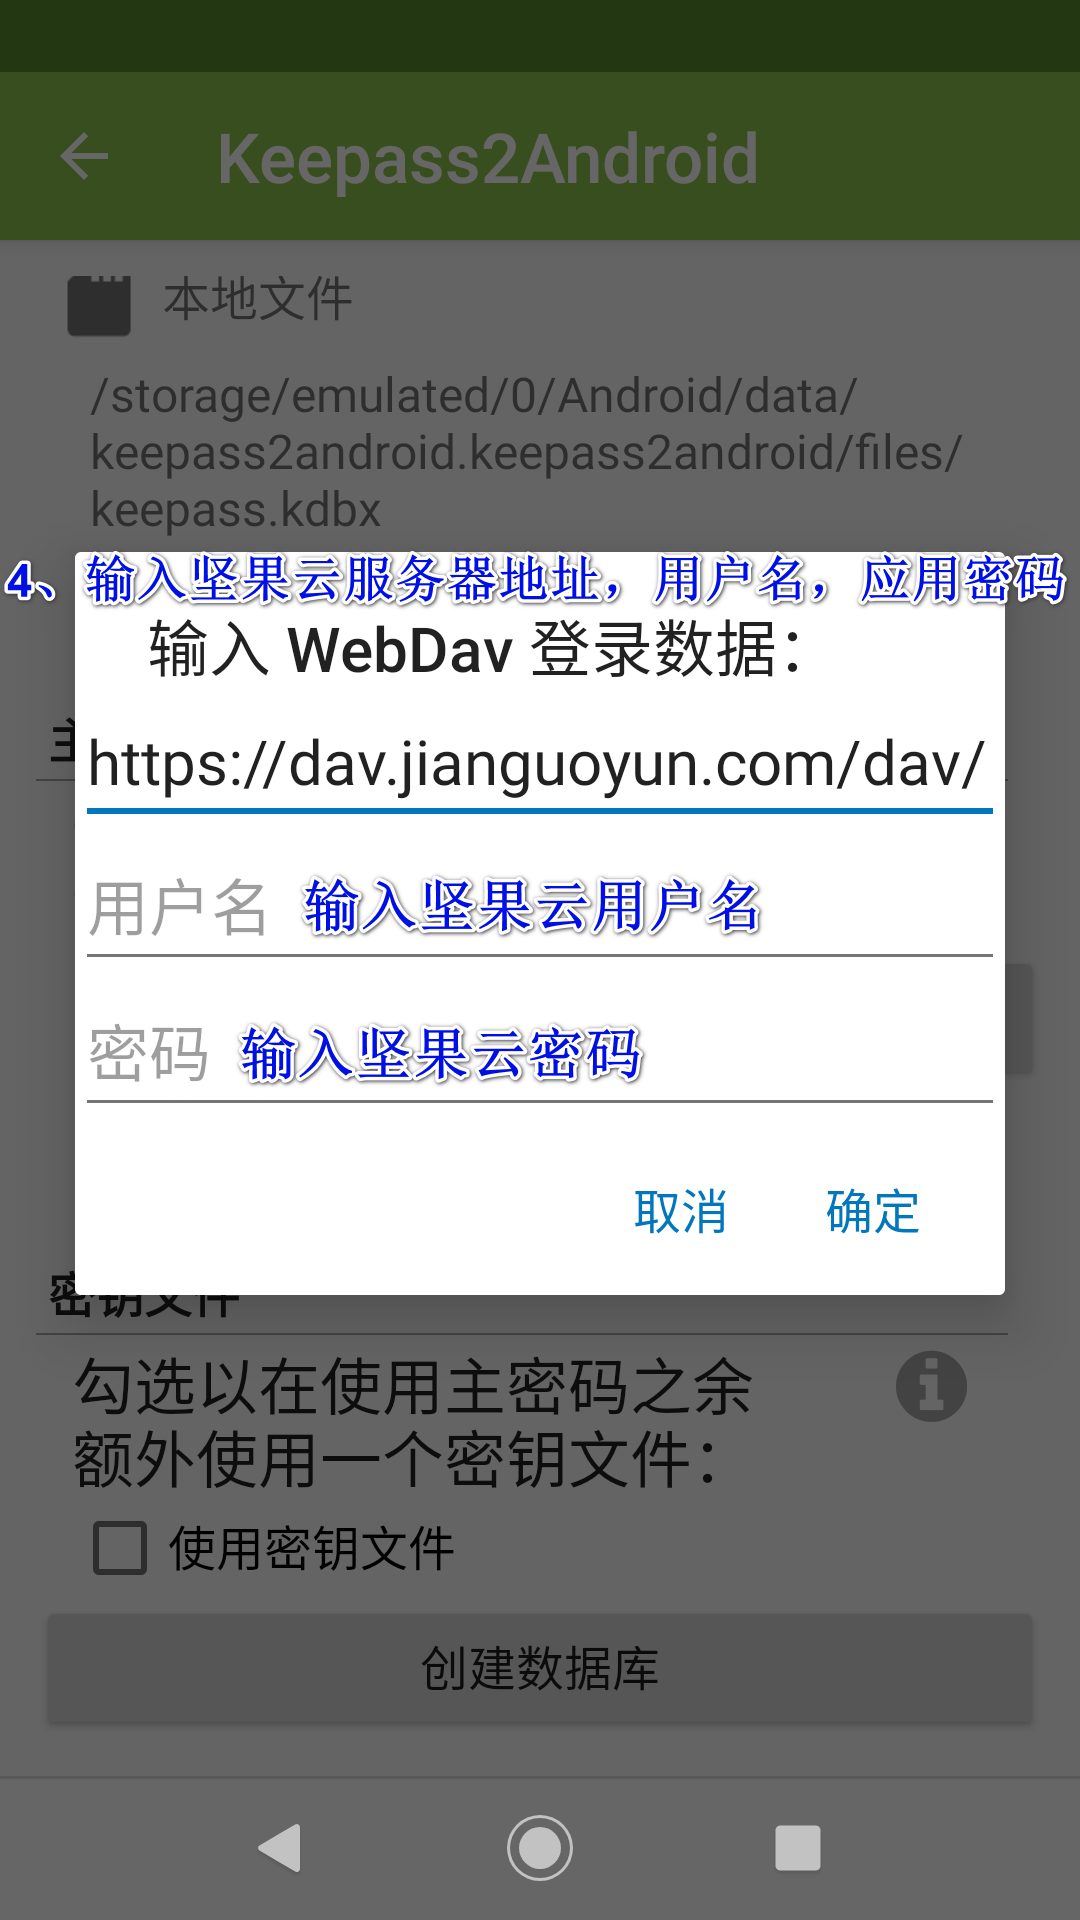 Keepass2Android
本地文件
/storage/emulated/0/Android/data/
keepass2android.keepass2android/files/
keepass.kdbx
4、输入坚果云服务器地址，用户名，应用密码
输入 WebDav 登录数据：
主
https://dav.jianguoyun.com/dav/
用户名 输入坚果云用户名
密码 输入坚果云密码
取消 确定
密钥文件
勾选以在使用主密码之余
额外使用一个密钥文件：
使用密钥文件
创建数据库